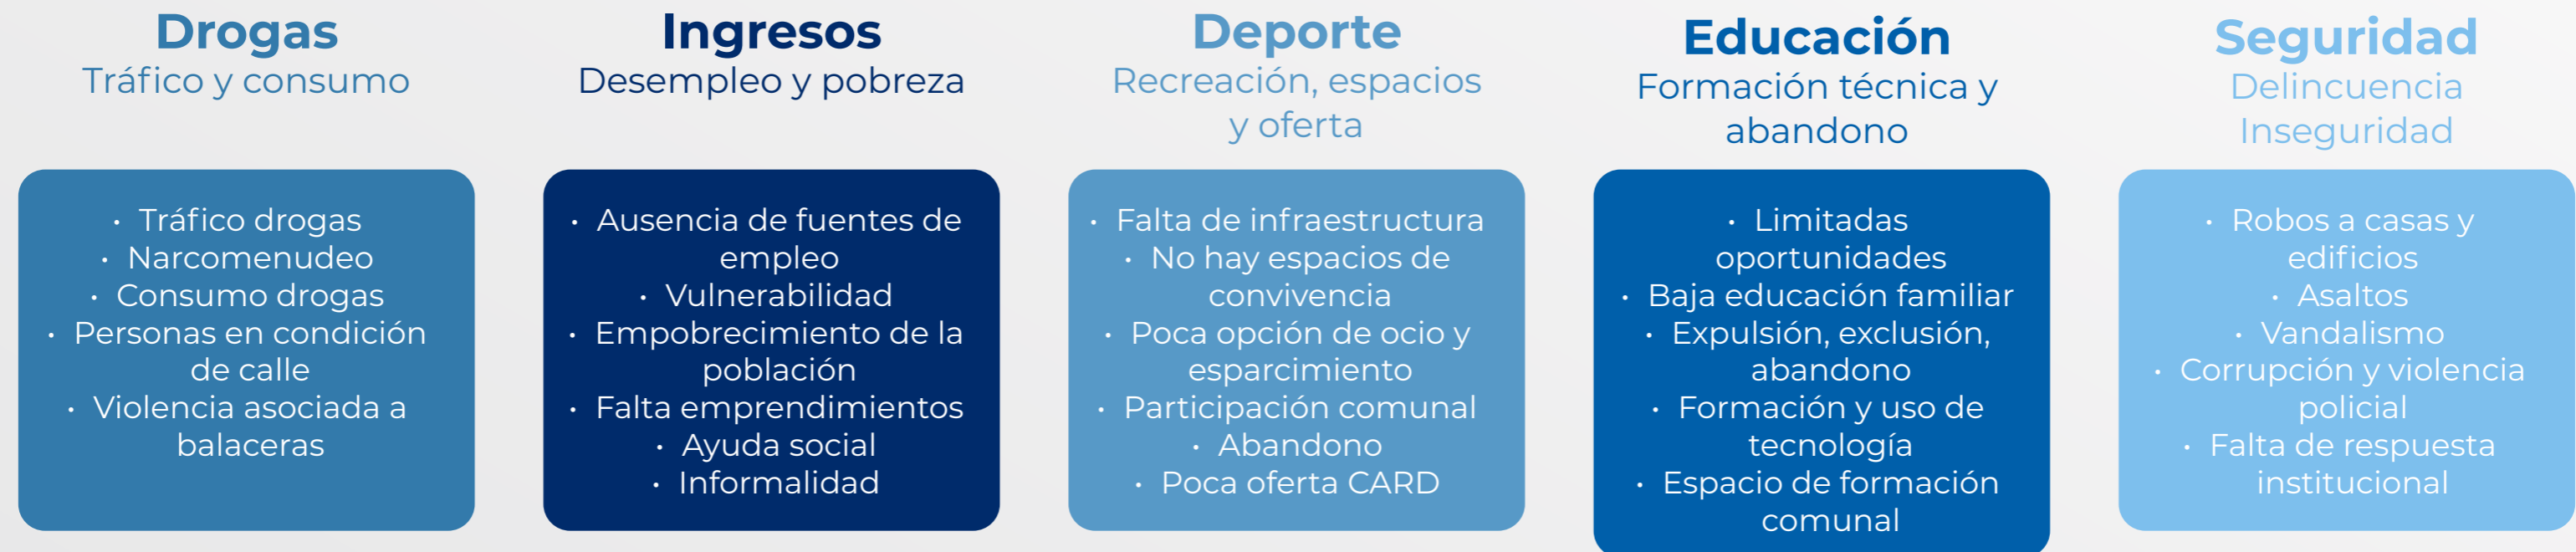 Drogas
Tráfico y consumo
· Tráfico drogas
· Narcomenudeo
· Consumo drogas
· Personas en condición
de calle
· Violencia asociada a
balaceras
Ingresos
Desempleo y pobreza
· Ausencia de fuentes de
empleo
· Vulnerabilidad
· Empobrecimiento de la
población
· Falta emprendimientos
· Ayuda social
· Informalidad
Deporte
Recreación, espacios
y oferta
· Falta de infraestructura
· No hay espacios de
convivencia
· Poca opción de ocio y
esparcimiento
· Participación comunal
· Abandono
· Poca oferta CARD
Educación
Formación técnica y
abandono
· Limitadas
oportunidades
· Baja educación familiar
· Expulsión, exclusión,
abandono
· Formación y uso de
tecnología
· Espacio de formación
comunal
Seguridad
Delincuencia
Inseguridad
· Robos a casas y
edificios
· Asaltos
· Vandalismo
· Corrupción y violencia
policial
· Falta de respuesta
institucional